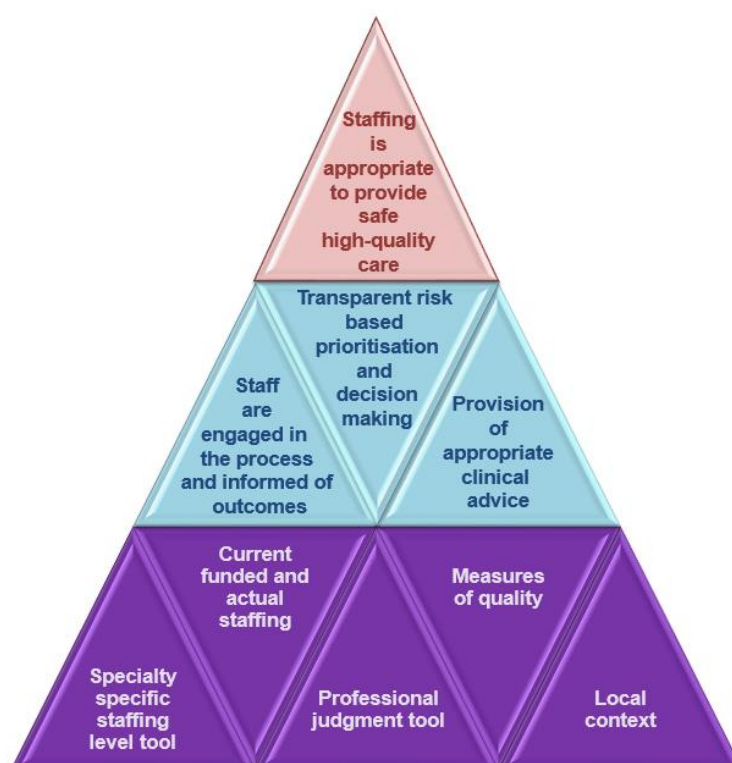 Staffing
is
appropriate
to provide
safe
high-quality
care
Transparent risk
based
prioritisation
and
decision
making
Staff
are
engaged in
the process
and informed of
outcomes
Provision
of
appropriate
clinical
advice
Current
funded and
actual
staffing
Measures
of quality
Specialty
specific
staffing
level tool
Professional
judgment tool
Local
context